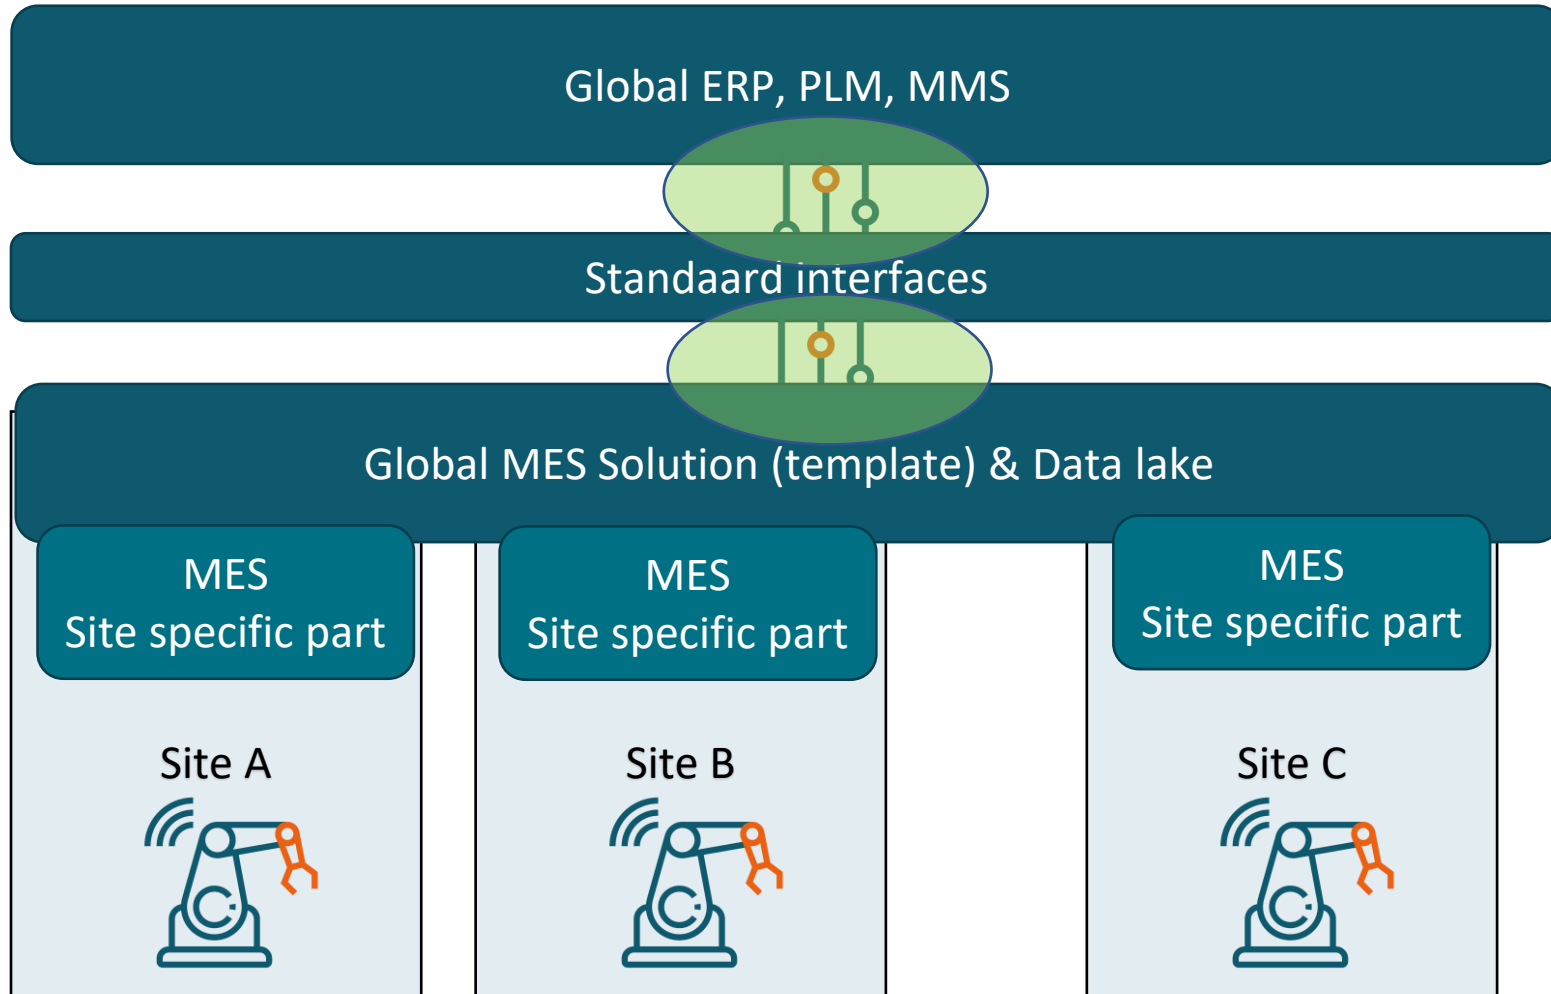 Global ERP, PLM, MMS
Standaard interfaces
Global MES Solution (template) & Data lake
MES
Site specific part
MES
Site specific part
MES
Site specific part
Site A
Site B
Site C